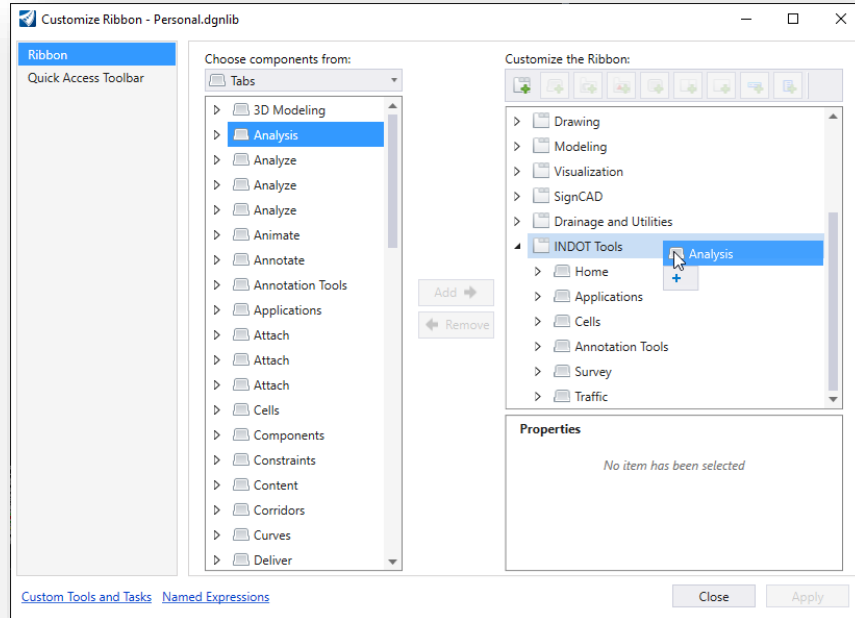 Customize Ribbon - Personal.dgnlib
Ribbon
Quick Access Toolbar
Choose components from:
Tabs
3D Modeling
Analysis
Analyze
Analyze
Analyze
Animate
Annotate
Annotation Tools
Applications
Attach
Attach
Attach
Cells
Components
Constraints
Content
Corridors
Curves
Deliver
Add
Remove
Customize the Ribbon:
Drawing
Modeling
Visualization
SignCAD
Drainage and Utilities
INDOT Tools
Analysis
Home
Applications
Cells
Annotation Tools
Survey
Traffic
Properties
No item has been selected
Custom Tools and Tasks Named Expressions
Close Apply